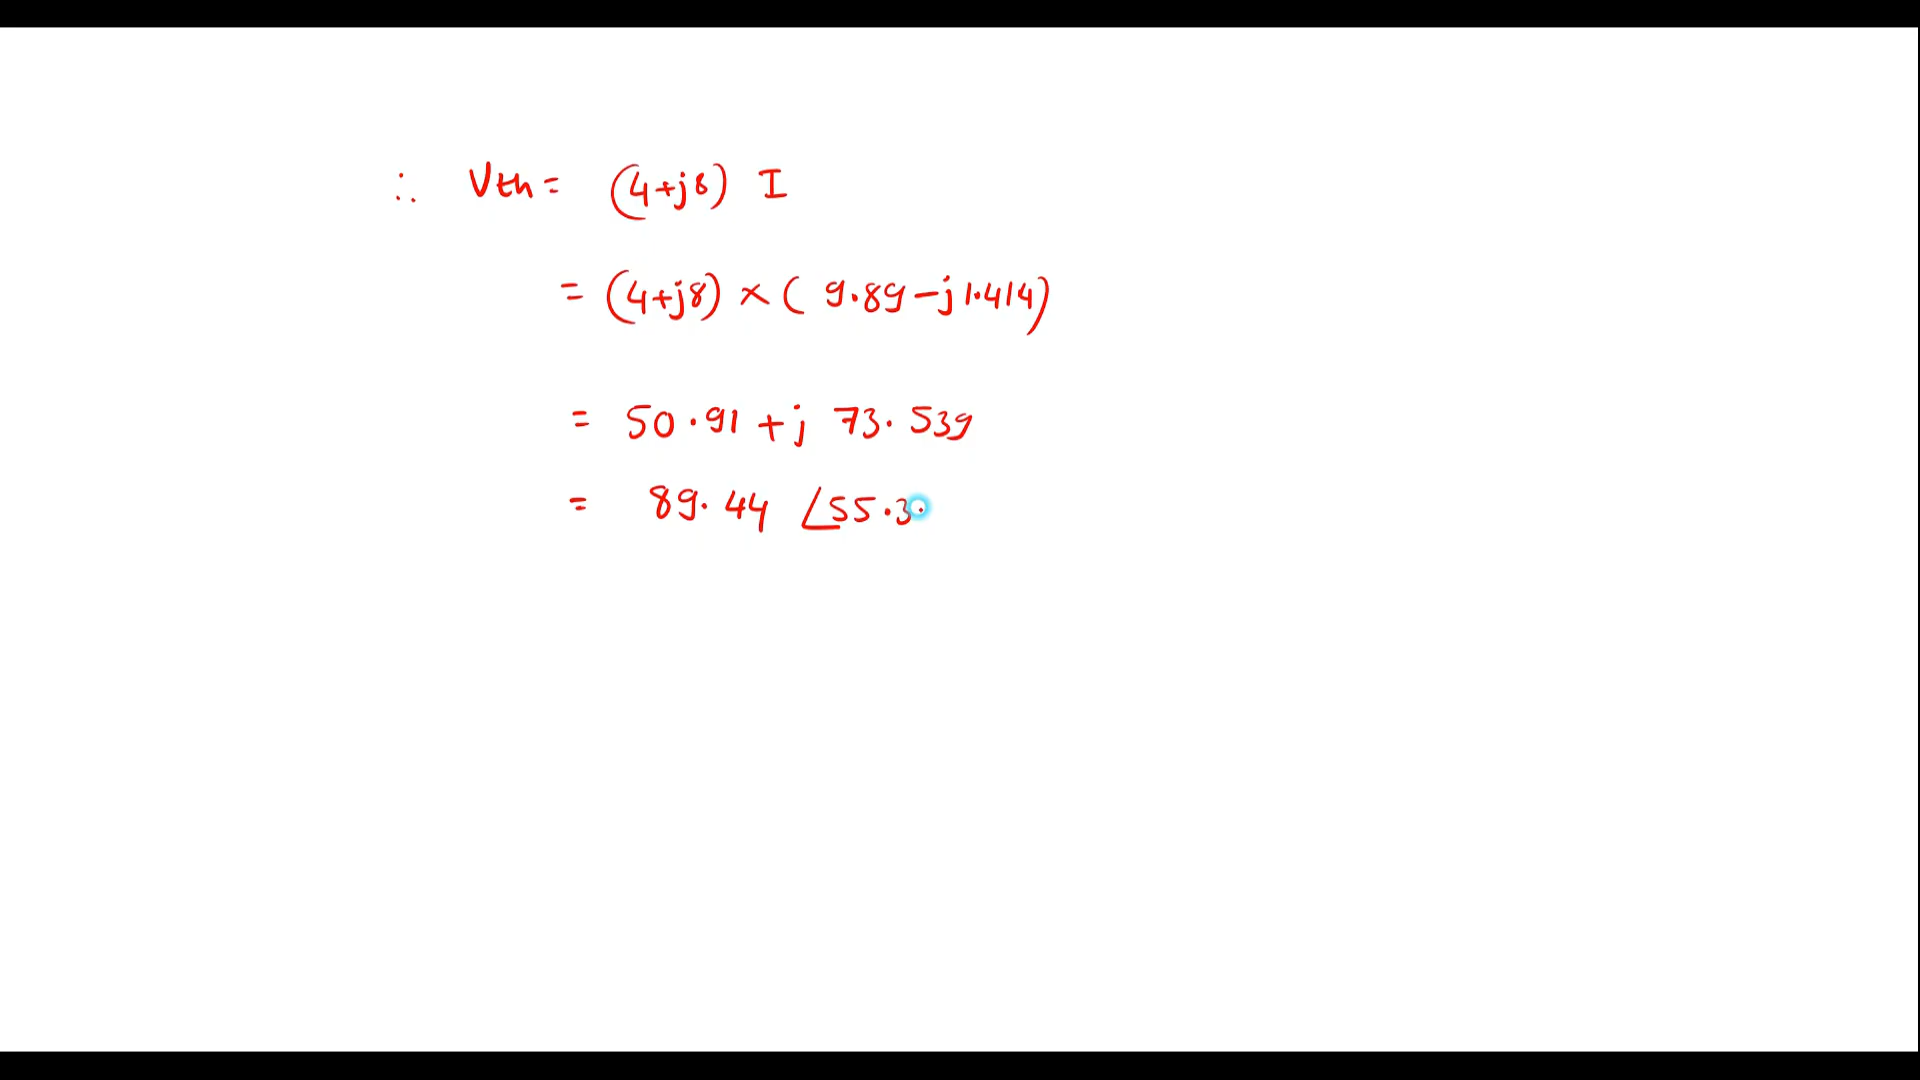 ∴ Vth = (4+j8) I
= (4+j8) × ( 9.89 - j1.414)
= 50.91 + j 73.539
= 89.44 ∠55.3